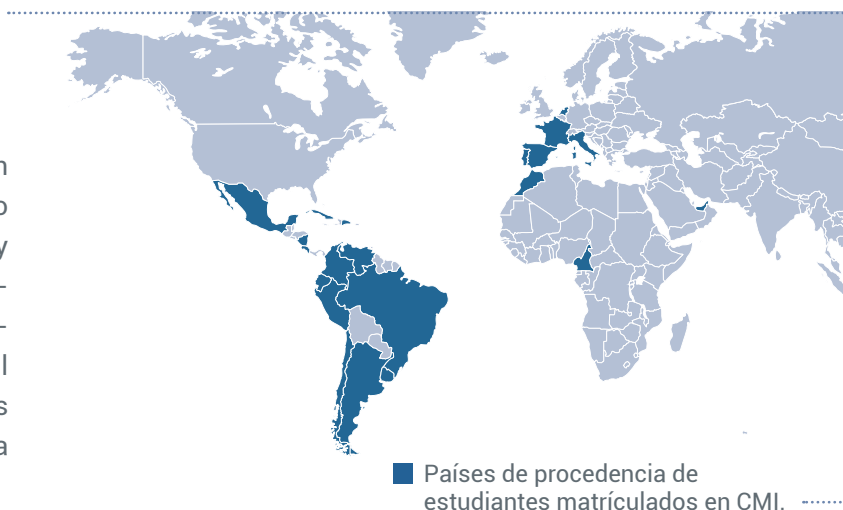 n
o
y
–
–
l
s
a
Países de procedencia de
estudiantes matrículados en CMI.